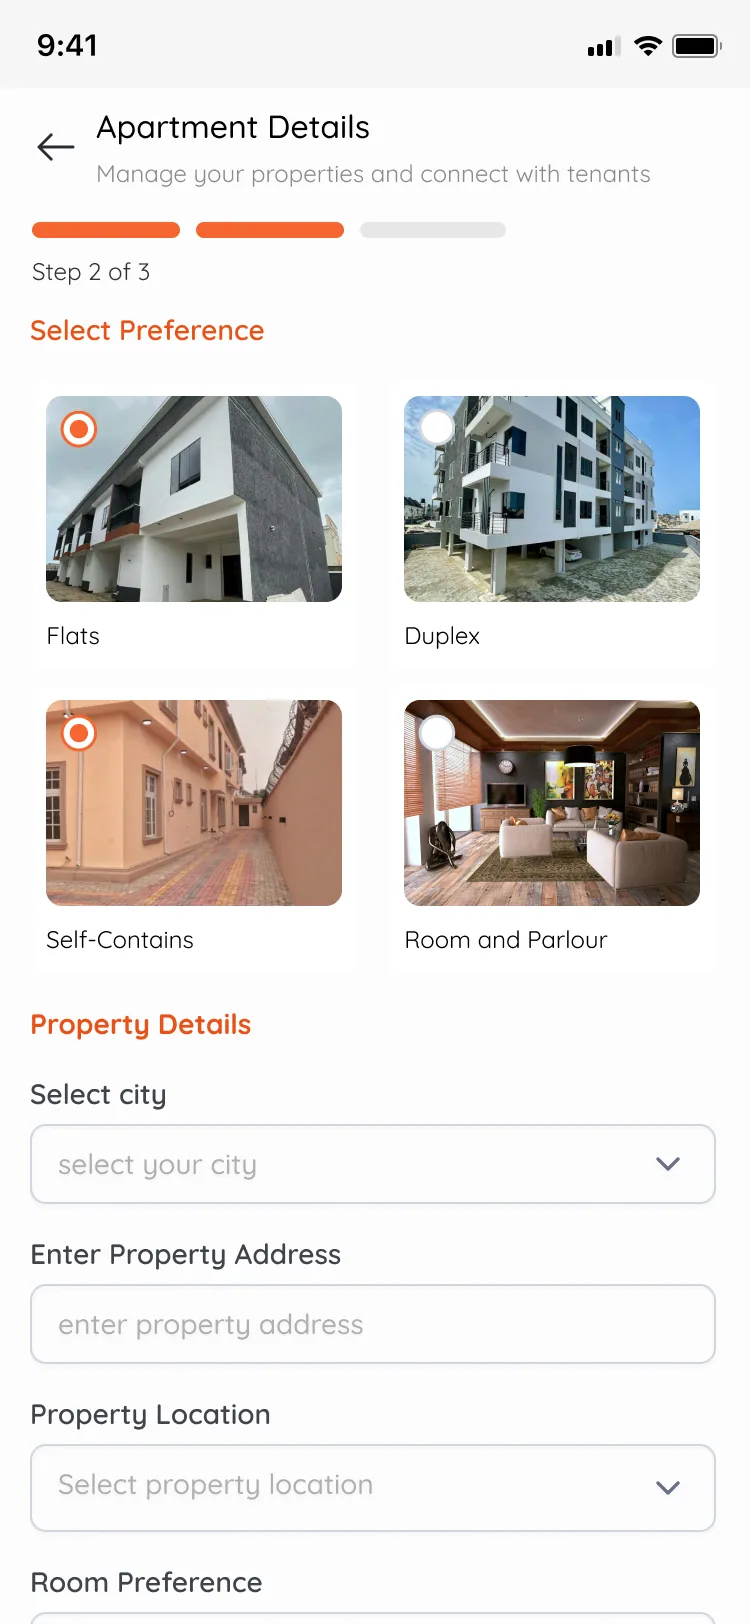 9:41
Apartment Details
Manage your properties and connect with tenants
Step 2 of 3
Select Preference
Flats
Duplex
Self-Contains
Room and Parlour
Property Details
Select city
select your city
Enter Property Address
enter property address
Property Location
Select property location
Room Preference